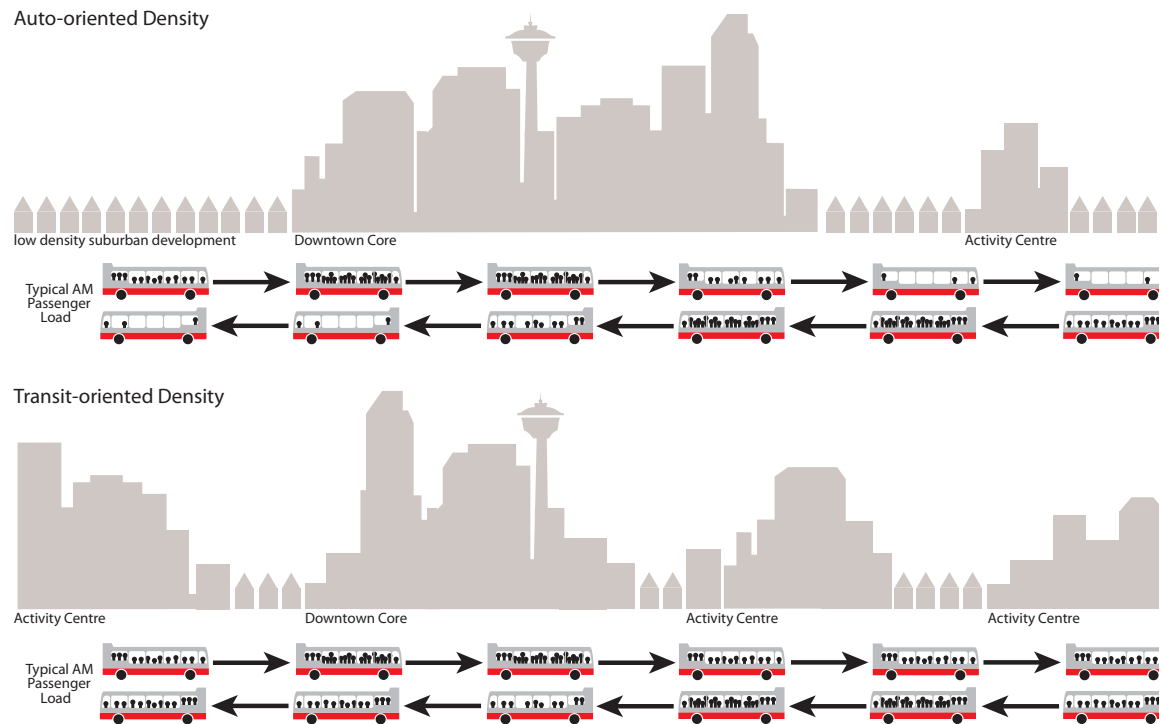 Auto-oriented Density
low density suburban development
Downtown Core
Activity Centre
Typical AM
Passenger
Load
Transit-oriented Density
Activity Centre
Downtown Core
Activity Centre
Activity Centre
Typical AM
Passenger
Load